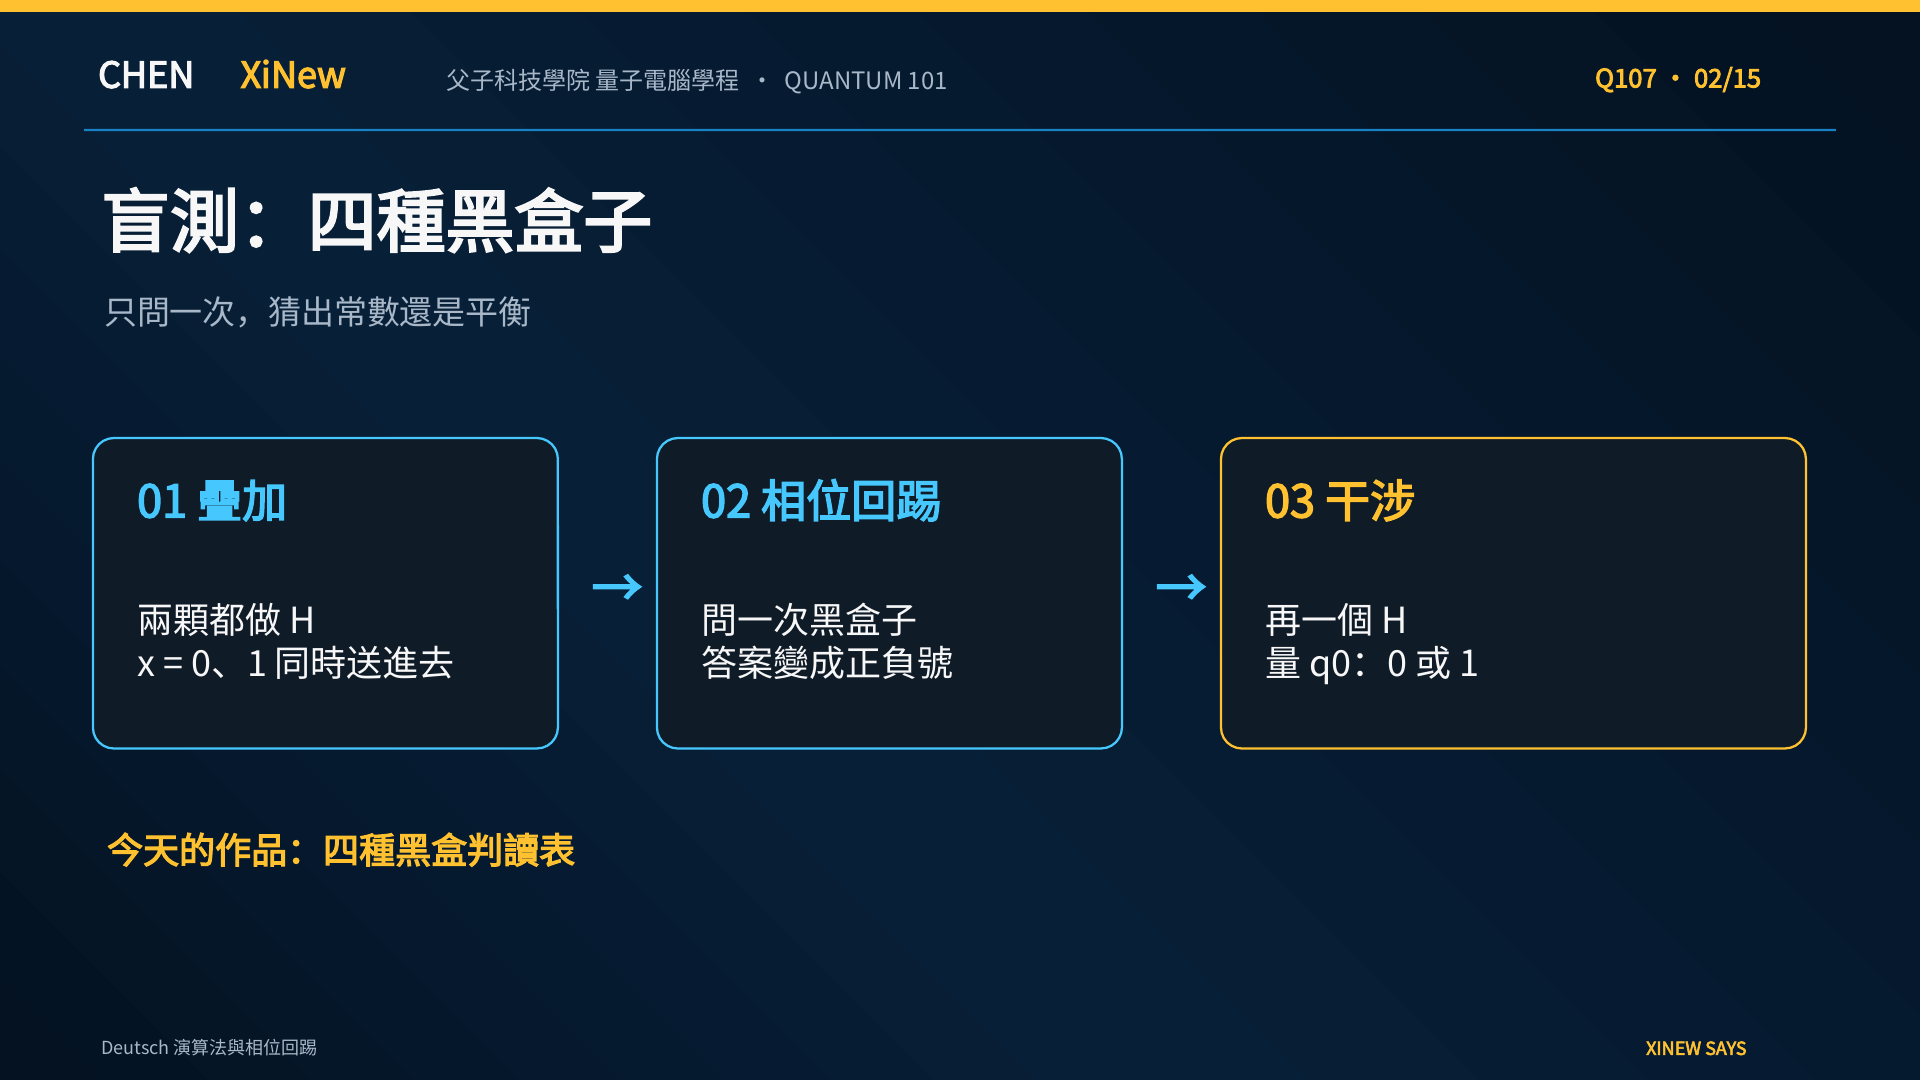 CHEN XiNew 父子科技學院 量子電腦學程 · QUANTUM 101 Q107 · 02/15
盲測：四種黑盒子
只問一次，猜出常數還是平衡
01 疊加
兩顆都做 H
x = 0、1 同時送進去
→
02 相位回踢
問一次黑盒子
答案變成正負號
→
03 干涉
再一個 H
量 q0：0 或 1
今天的作品：四種黑盒判讀表
Deutsch 演算法與相位回踢 XINEW SAYS